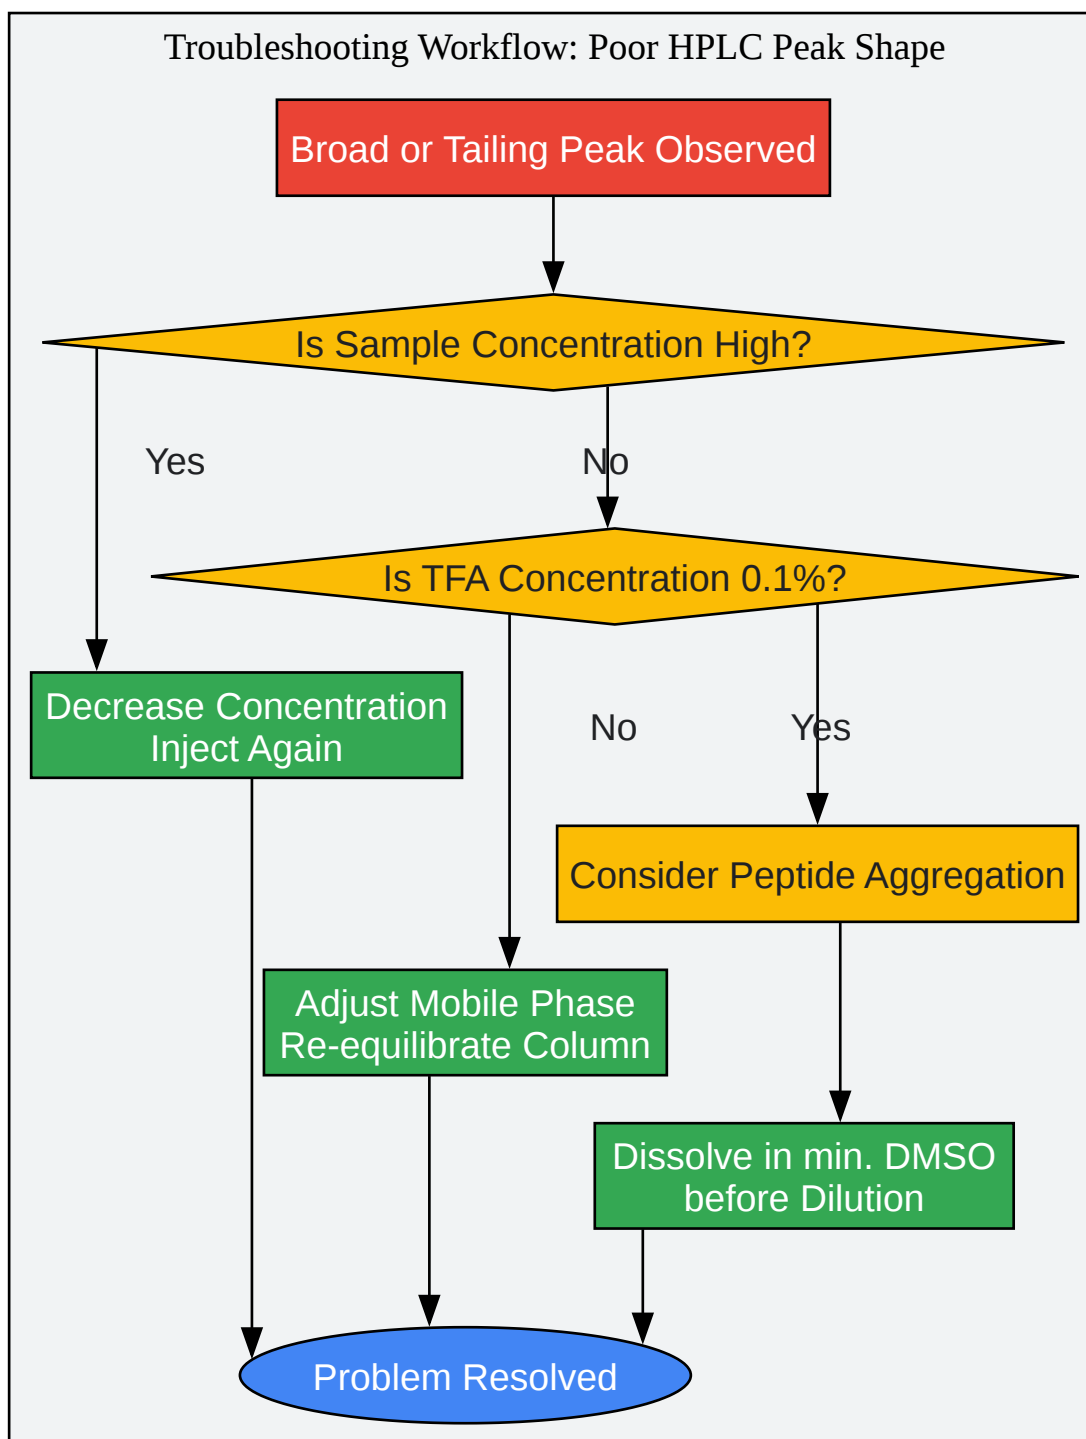 Troubleshooting Workflow: Poor HPLC Peak Shape
Broad or Tailing Peak Observed
Is Sample Concentration High?
Yes
No
Is TFA Concentration 0.1%?
Decrease Concentration
Inject Again
No
Yes
Consider Peptide Aggregation
Adjust Mobile Phase
Re-equilibrate Column
Dissolve in min. DMSO
before Dilution
Problem Resolved